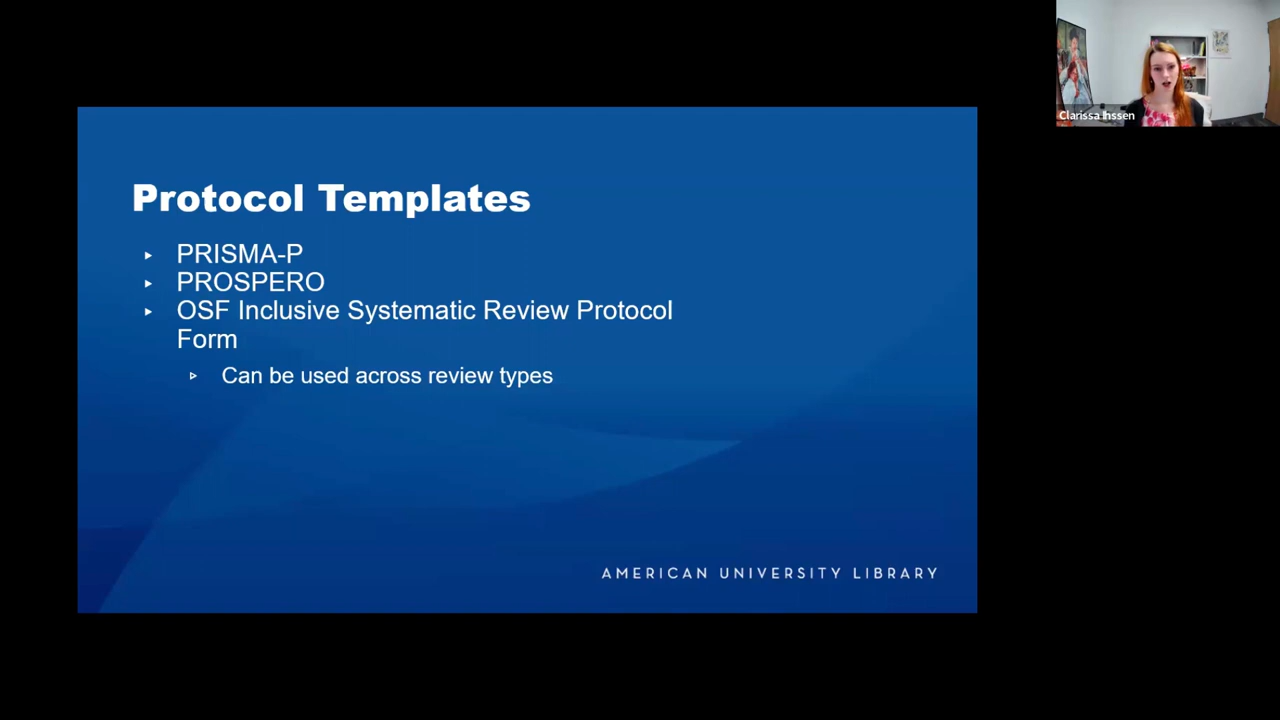 Clarissa Ihssen
Protocol Templates
PRISMA-P
PROSPERO
OSF Inclusive Systematic Review Protocol
Form
Can be used across review types
AMERICAN UNIVERSITY LIBRARY